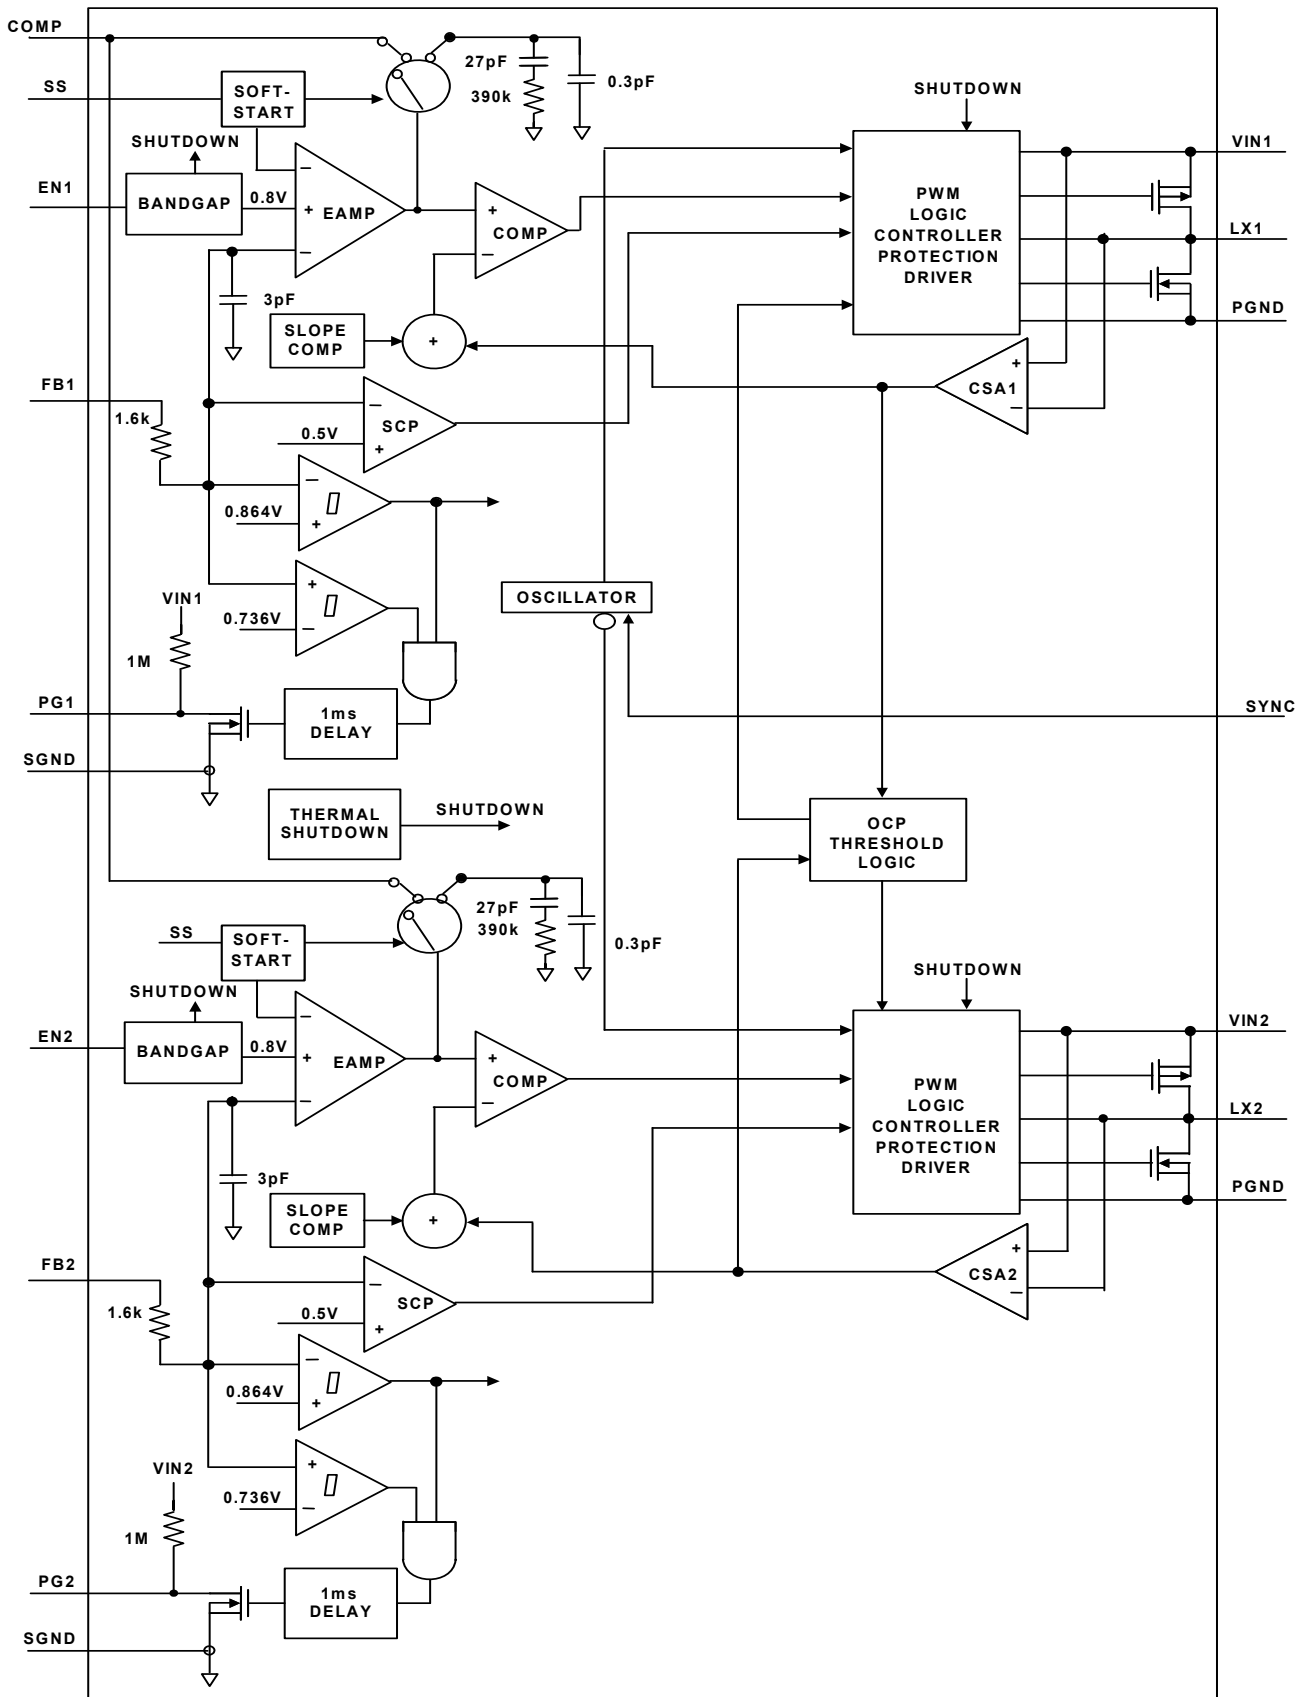 COMP
27pF
390k
0.3pF
SS
SOFT-
START
SHUTDOWN
SHUTDOWN
VIN1
EN1
BANDGAP
0.8V
−
+
−
EAMP
+
−
COMP
PWM
LOGIC
CONTROLLER
PROTECTION
DRIVER
LX1
3pF
PGND
SLOPE
COMP
+
+
−
CSA1
FB1
1.6k
−
SCP
0.5V
+
−
0.864V
+
VIN1
+
0.736V
−
OSCILLATOR
1M
PG1
1ms
DELAY
SYNC
SGND
THERMAL
SHUTDOWN
SHUTDOWN
OCP
THRESHOLD
LOGIC
27pF
390k
0.3pF
SS
SOFT-
START
SHUTDOWN
SHUTDOWN
VIN2
EN2
BANDGAP
0.8V
−
+
−
EAMP
+
−
COMP
PWM
LOGIC
CONTROLLER
PROTECTION
DRIVER
LX2
3pF
PGND
SLOPE
COMP
+
+
−
CSA2
FB2
1.6k
−
SCP
0.5V
+
−
0.864V
+
VIN2
+
0.736V
−
1M
PG2
1ms
DELAY
SGND